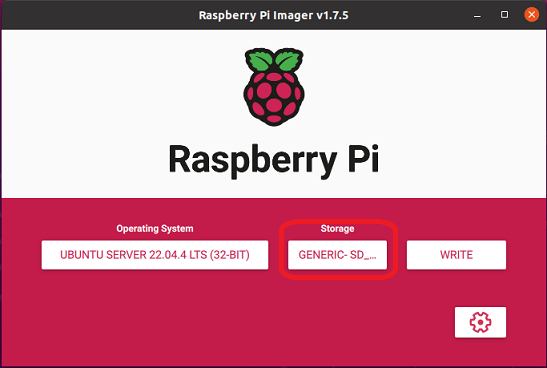 Raspberry Pi Imager v1.7.5
Raspberry Pi
Operating System
Storage
UBUNTU SERVER 22.04.4 LTS (32-BIT)
GENERIC- SD_...
WRITE